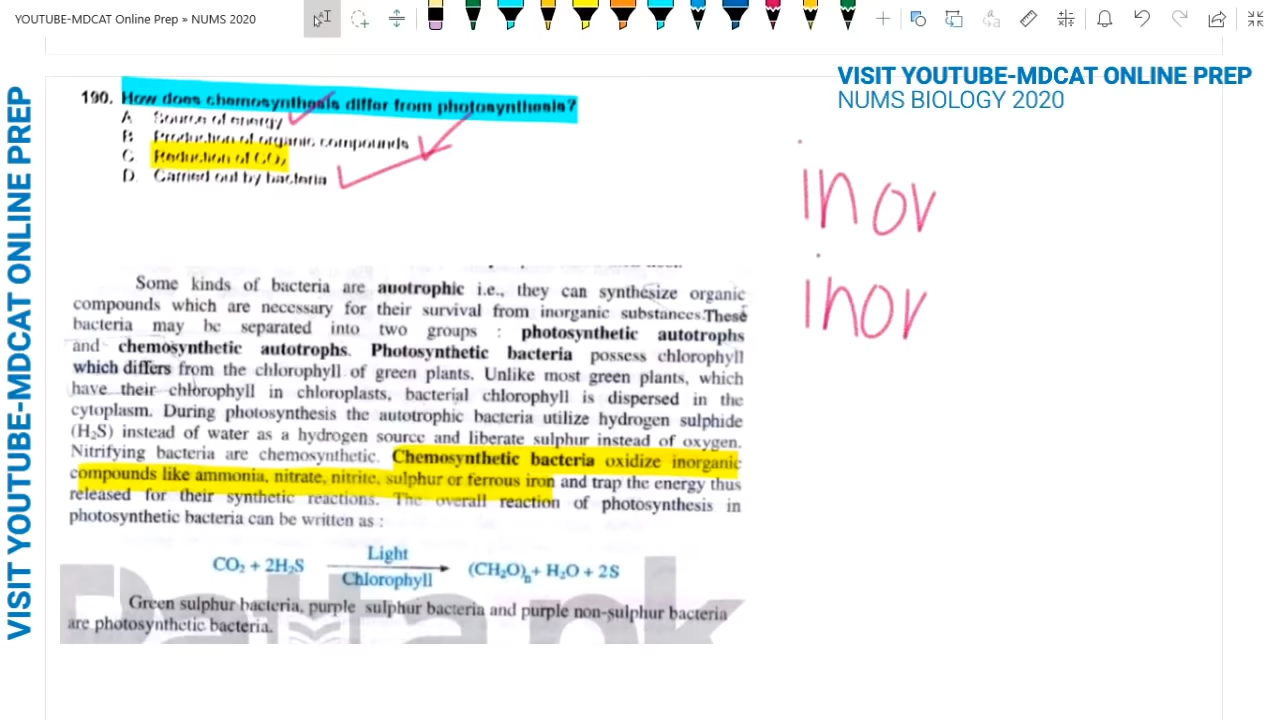 YOUTUBE-MDCAT Online Prep » NUMS 2020
VISIT YOUTUBE-MDCAT ONLINE PREP
VISIT YOUTUBE-MDCAT ONLINE PREP
NUMS BIOLOGY 2020
190. How does chemosynthesis differ from photosynthesis?
A. Source of energy
B. Production of organic compounds
C. Reduction of CO₂
D. Carried out by bacteria
inor
inor
Some kinds of bacteria are auotrophic i.e., they can synthesize organic
compounds which are necessary for their survival from inorganic substances.These
bacteria may be separated into two groups : photosynthetic autotrophs
and chemosynthetic autotrophs. Photosynthetic bacteria possess chlorophyll
which differs from the chlorophyll of green plants. Unlike most green plants, which
have their chlorophyll in chloroplasts, bacterial chlorophyll is dispersed in the
cytoplasm. During photosynthesis the autotrophic bacteria utilize hydrogen sulphide
(H₂S) instead of water as a hydrogen source and liberate sulphur instead of oxygen.
Nitrifying bacteria are chemosynthetic. Chemosynthetic bacteria oxidize inorganic
compounds like ammonia, nitrate, nitrite, sulphur or ferrous iron and trap the energy thus
released for their synthetic reactions. The overall reaction of photosynthesis in
photosynthetic bacteria can be written as :
CO₂ + 2H₂S Light Chlorophyll (CH₂O)ₙ + H₂O + 2S
Green sulphur bacteria, purple sulphur bacteria and purple non-sulphur bacteria
are photosynthetic bacteria.